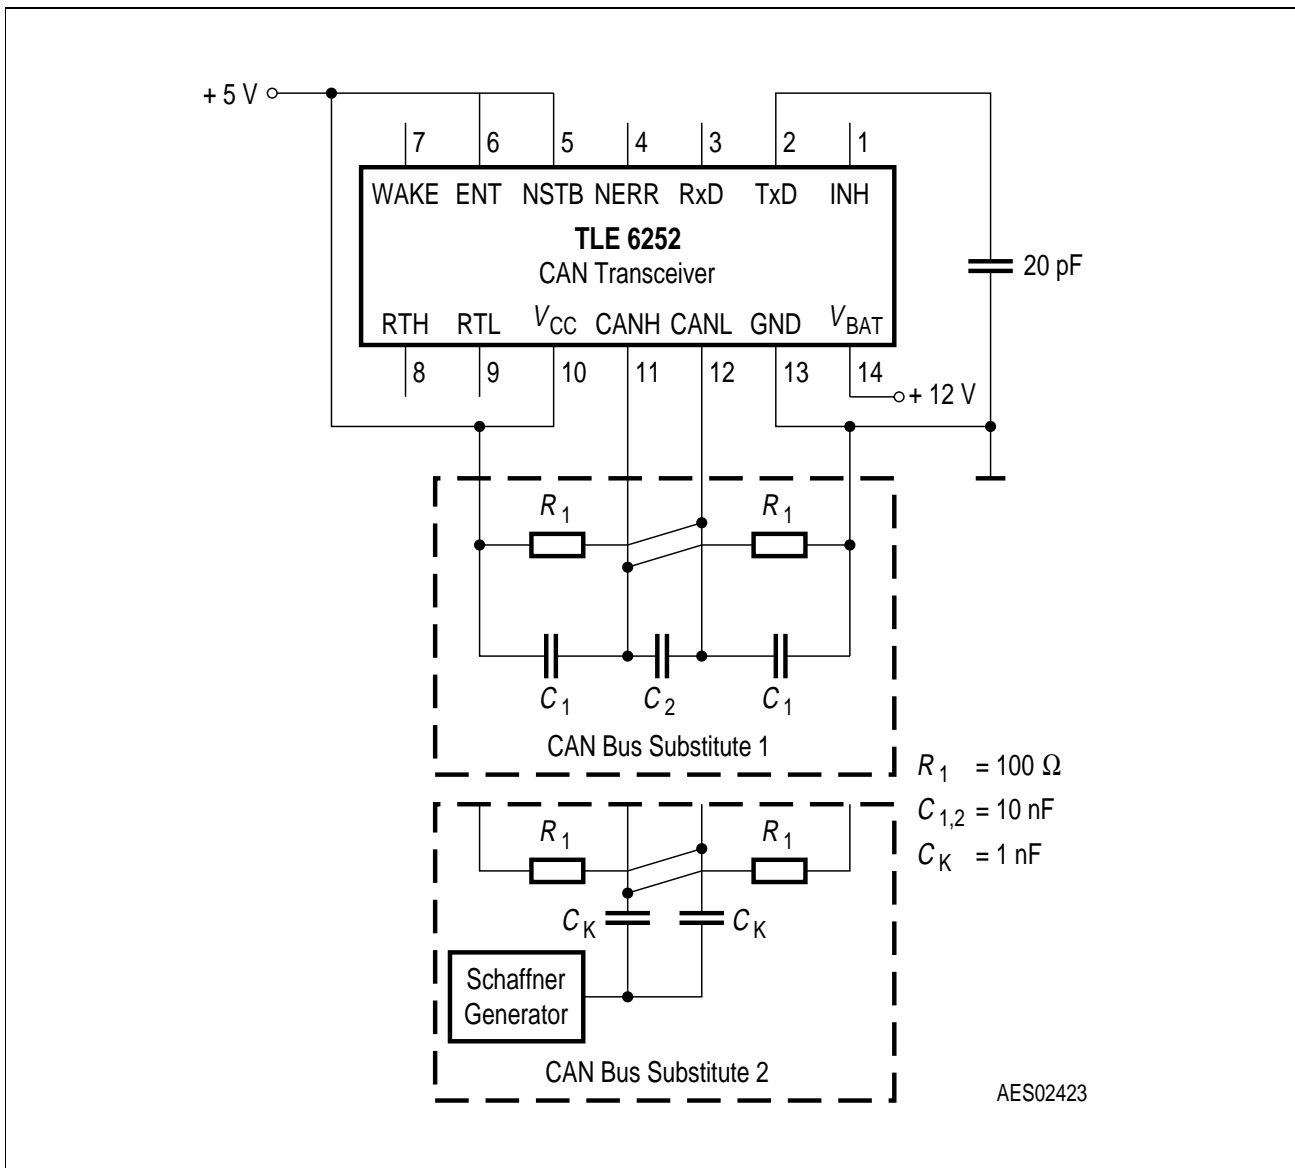 + 5 V
7 6 5 4 3 2 1
WAKE ENT NSTB NERR RxD TxD INH
TLE 6252
CAN Transceiver
20 pF
RTH RTL VCC CANH CANL GND VBAT
8 9 10 11 12 13 14
+ 12 V
R1 R1
C1 C2 C1
CAN Bus Substitute 1
R1 = 100 Ω
C1,2 = 10 nF
CK = 1 nF
R1 R1
CK CK
Schaffner
Generator
CAN Bus Substitute 2
AES02423